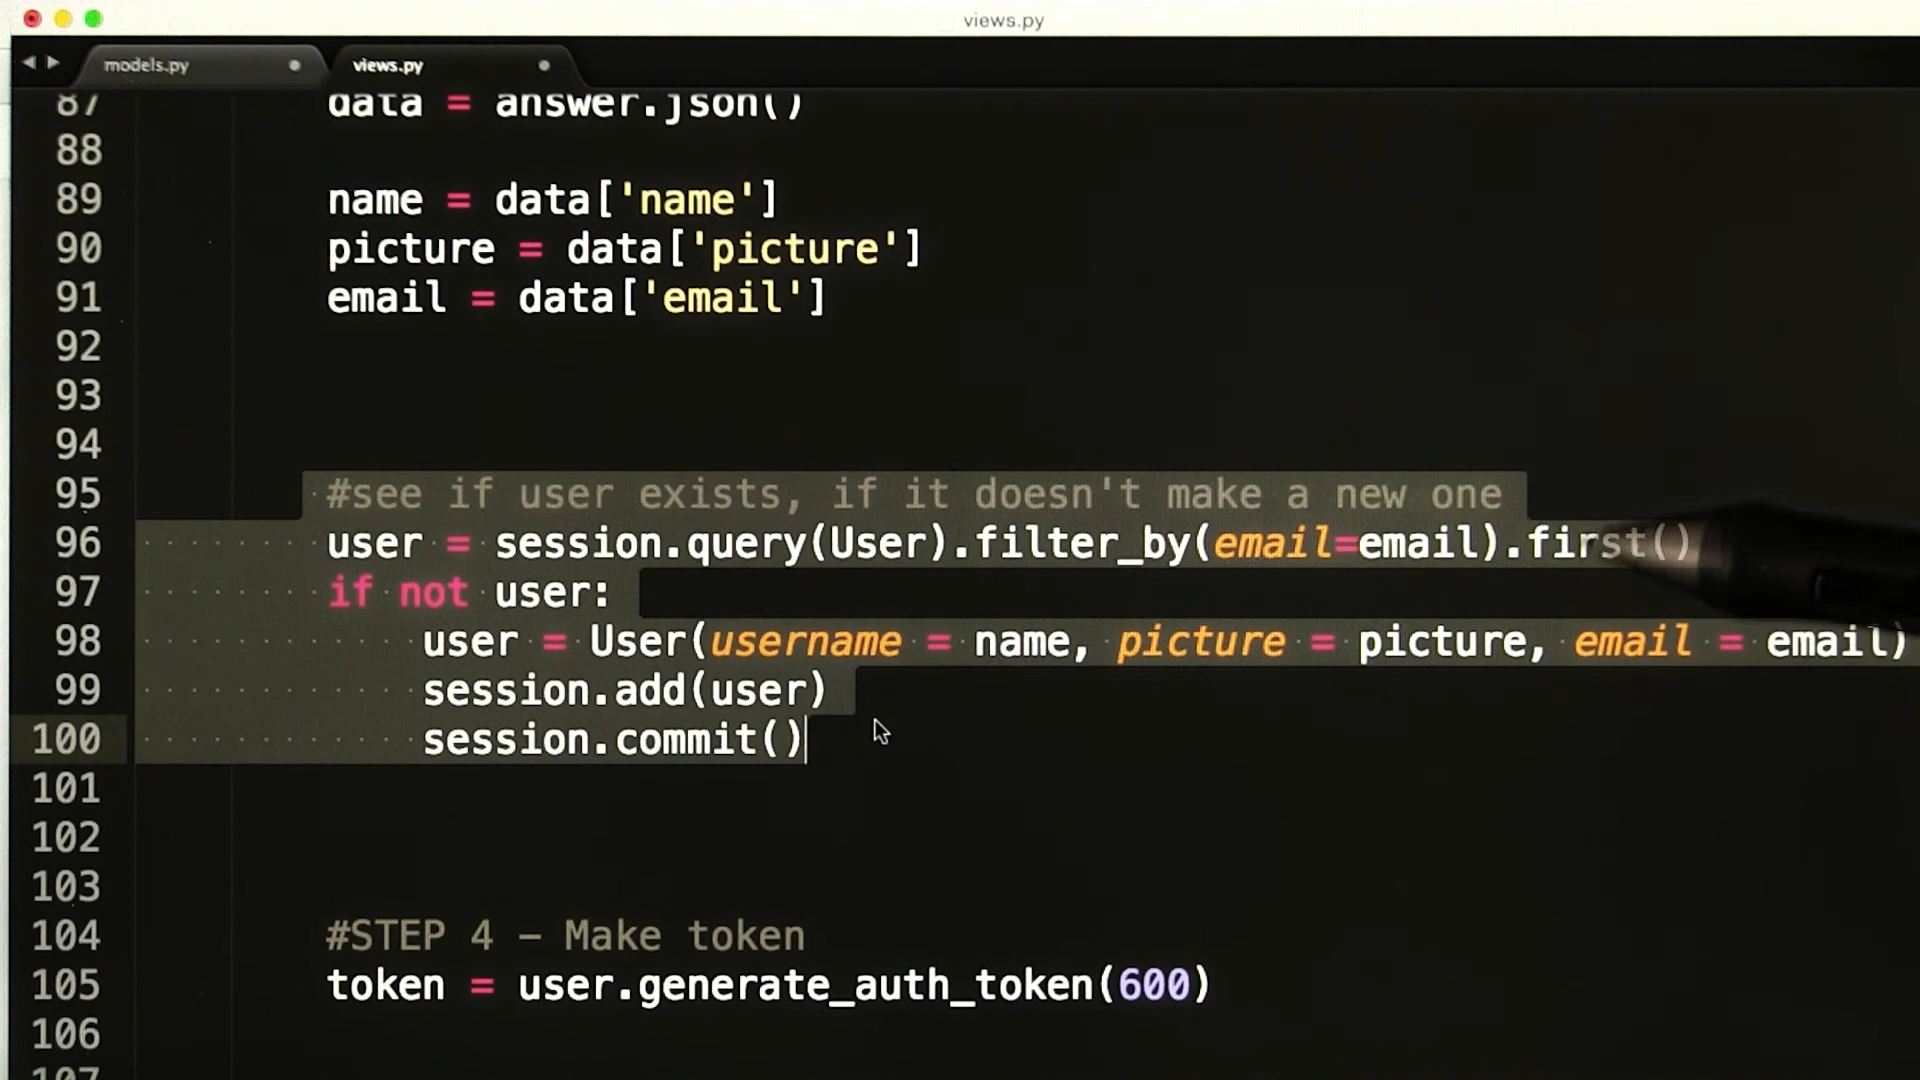 views.py
models.py
views.py
87 data = answer.json()
88
89 name = data['name']
90 picture = data['picture']
91 email = data['email']
92
93
94
95 #see if user exists, if it doesn't make a new one
96 user = session.query(User).filter_by(email=email).first()
97 if not user:
98 user = User(username = name, picture = picture, email = email)
99 session.add(user)
100 session.commit()
101
102
103
104 #STEP 4 – Make token
105 token = user.generate_auth_token(600)
106
107